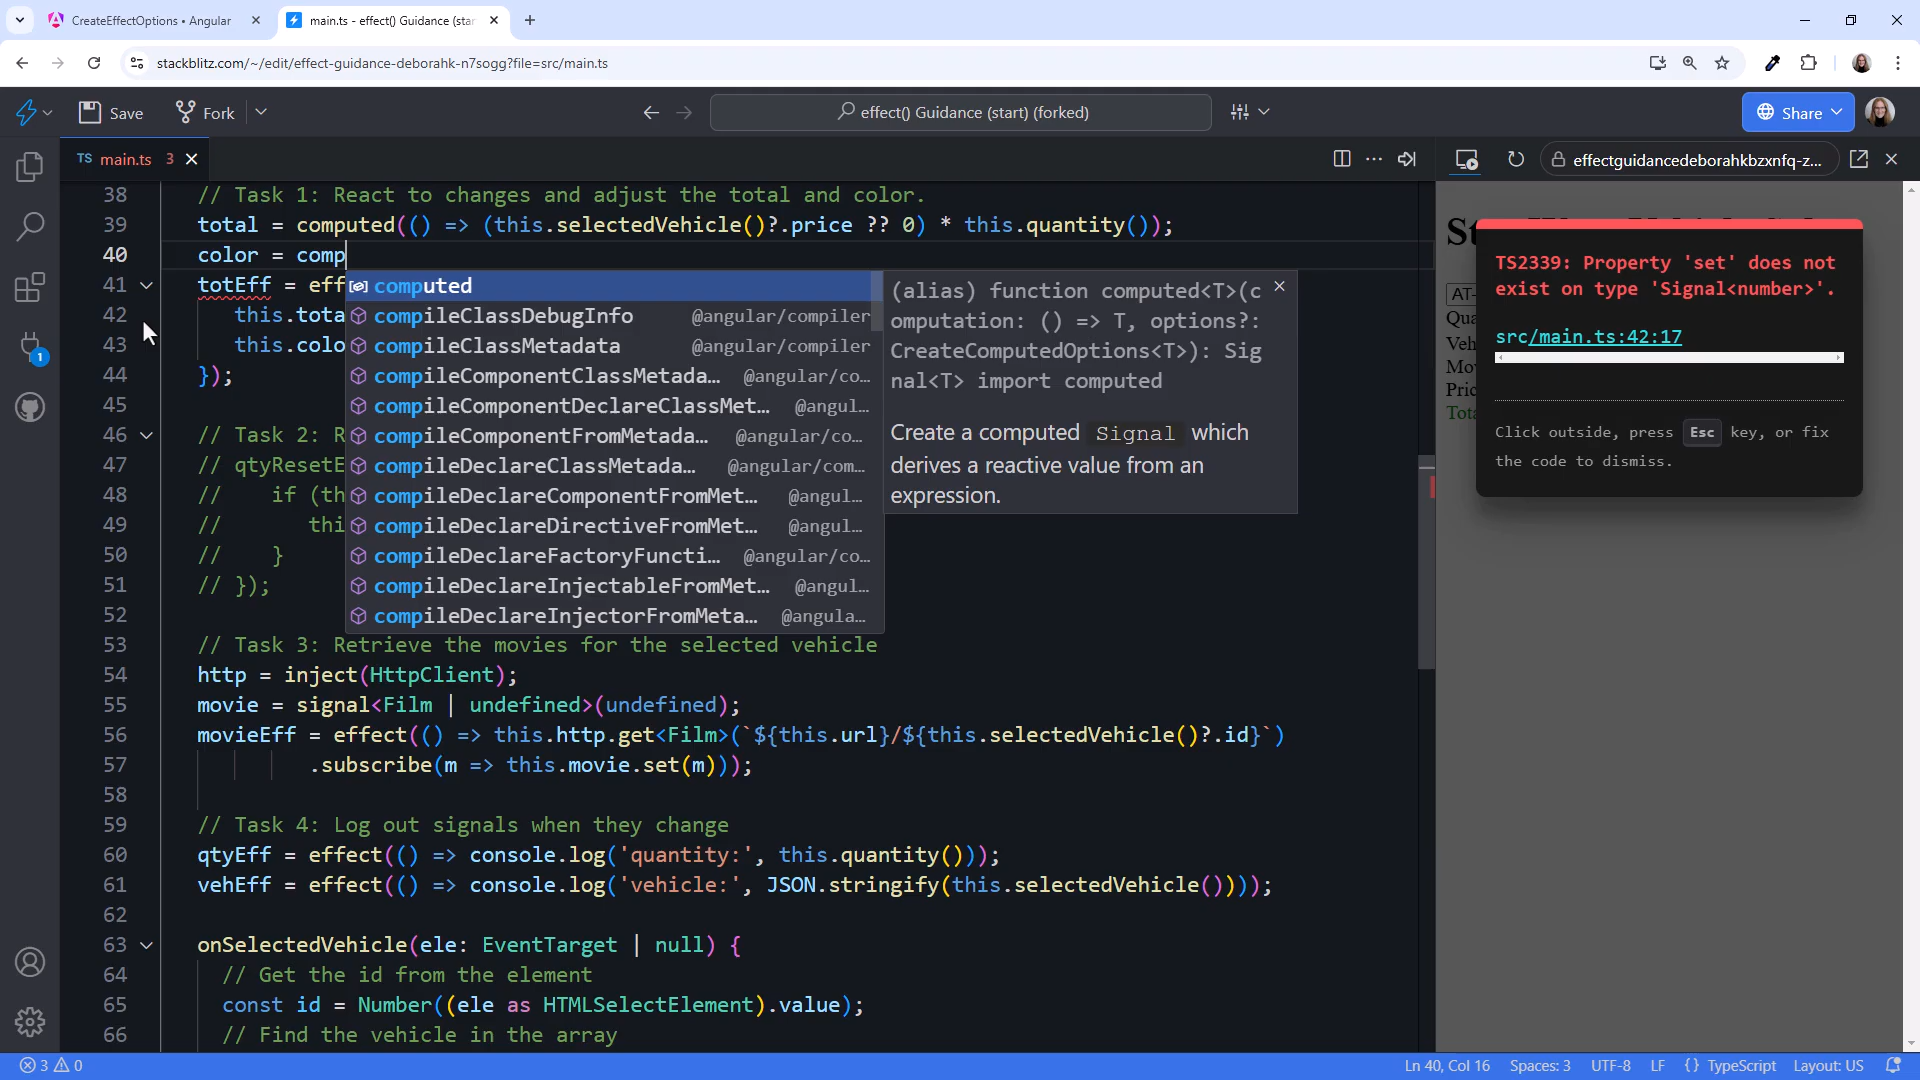 CreateEffectOptions • Angular
main.ts - effect() Guidance (star
stackblitz.com/~/edit/effect-guidance-deborahk-n7sogg?file=src/main.ts
Save
Fork
effect() Guidance (start) (forked)
Share
TS main.ts 3
effectguidancedeborahkbzxnfq-z...
38 // Task 1: React to changes and adjust the total and color.
39 total = computed(() => (this.selectedVehicle()?.price ?? 0) * this.quantity());
40 color = comp
41 totEff = eff
42 this.tota
43 this.colo
44 });
45
46 // Task 2: R
47 // qtyResetE
48 // if (th
49 // thi
50 // }
51 // });
52
53 // Task 3: Retrieve the movies for the selected vehicle
54 http = inject(HttpClient);
55 movie = signal<Film | undefined>(undefined);
56 movieEff = effect(() => this.http.get<Film>(`${this.url}/${this.selectedVehicle()?.id}`)
57 .subscribe(m => this.movie.set(m)));
58
59 // Task 4: Log out signals when they change
60 qtyEff = effect(() => console.log('quantity:', this.quantity()));
61 vehEff = effect(() => console.log('vehicle:', JSON.stringify(this.selectedVehicle())));
62
63 onSelectedVehicle(ele: EventTarget | null) {
64 // Get the id from the element
65 const id = Number((ele as HTMLSelectElement).value);
66 // Find the vehicle in the array
computed
compileClassDebugInfo @angular/compiler
compileClassMetadata @angular/compiler
compileComponentClassMetada... @angular/co...
compileComponentDeclareClassMet... @angul...
compileComponentFromMetada... @angular/co...
compileDeclareClassMetada... @angular/com...
compileDeclareComponentFromMet... @angul...
compileDeclareDirectiveFromMet... @angul...
compileDeclareFactoryFuncti... @angular/co...
compileDeclareInjectableFromMet... @angul...
compileDeclareInjectorFromMeta... @angula...
(alias) function computed<T>(c
omputation: () => T, options?:
CreateComputedOptions<T>): Sig
nal<T> import computed
Create a computed Signal which
derives a reactive value from an
expression.
St
AT-
Qua
Veh
Mov
Pric
Tota
TS2339: Property 'set' does not
exist on type 'Signal<number>'.
src/main.ts:42:17
Click outside, press Esc key, or fix
the code to dismiss.
1
3 0
Ln 40, Col 16 Spaces: 3 UTF-8 LF {} TypeScript Layout: US